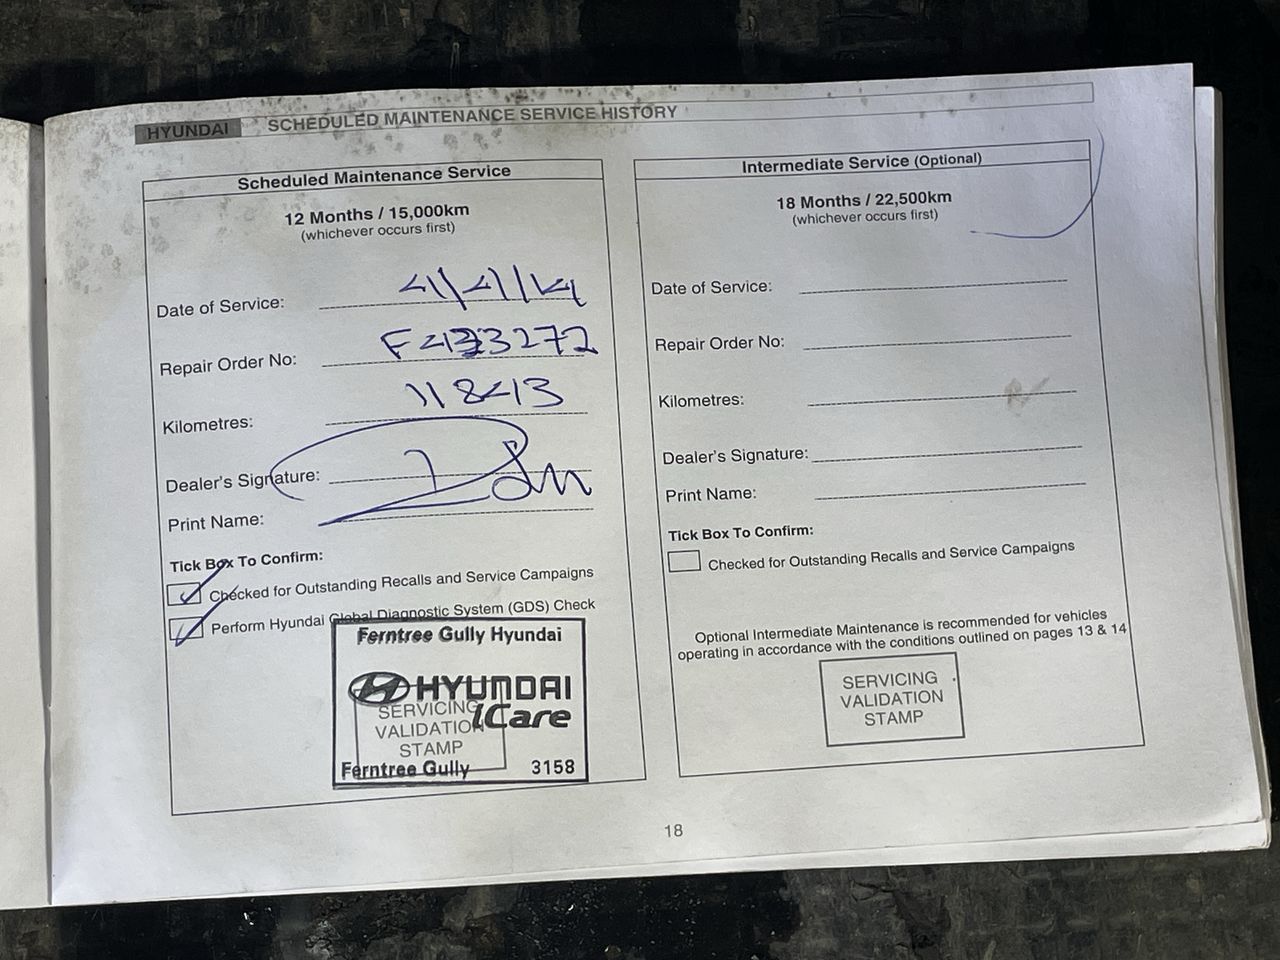 HYUNDAI SCHEDULED MAINTENANCE SERVICE HISTORY
Scheduled Maintenance Service
12 Months / 15,000km
(whichever occurs first)
Date of Service: 4/4/14
Repair Order No:
Kilometres: 11843
Dealer's Signature:
Print Name:
Tick Box To Confirm:
Checked for Outstanding Recalls and Service Campaigns
Perform Hyundai Global Diagnostic System (GDS) Check
Ferntree Gully Hyundai
HYUNDAI
iCare
SERVICING
VALIDATION
STAMP
Ferntree Gully 3158
Intermediate Service (Optional)
18 Months / 22,500km
(whichever occurs first)
Date of Service:
Repair Order No:
Kilometres:
Dealer's Signature:
Print Name:
Tick Box To Confirm:
Checked for Outstanding Recalls and Service Campaigns
Optional Intermediate Maintenance is recommended for vehicles
operating in accordance with the conditions outlined on pages 13 & 14
SERVICING
VALIDATION
STAMP
18